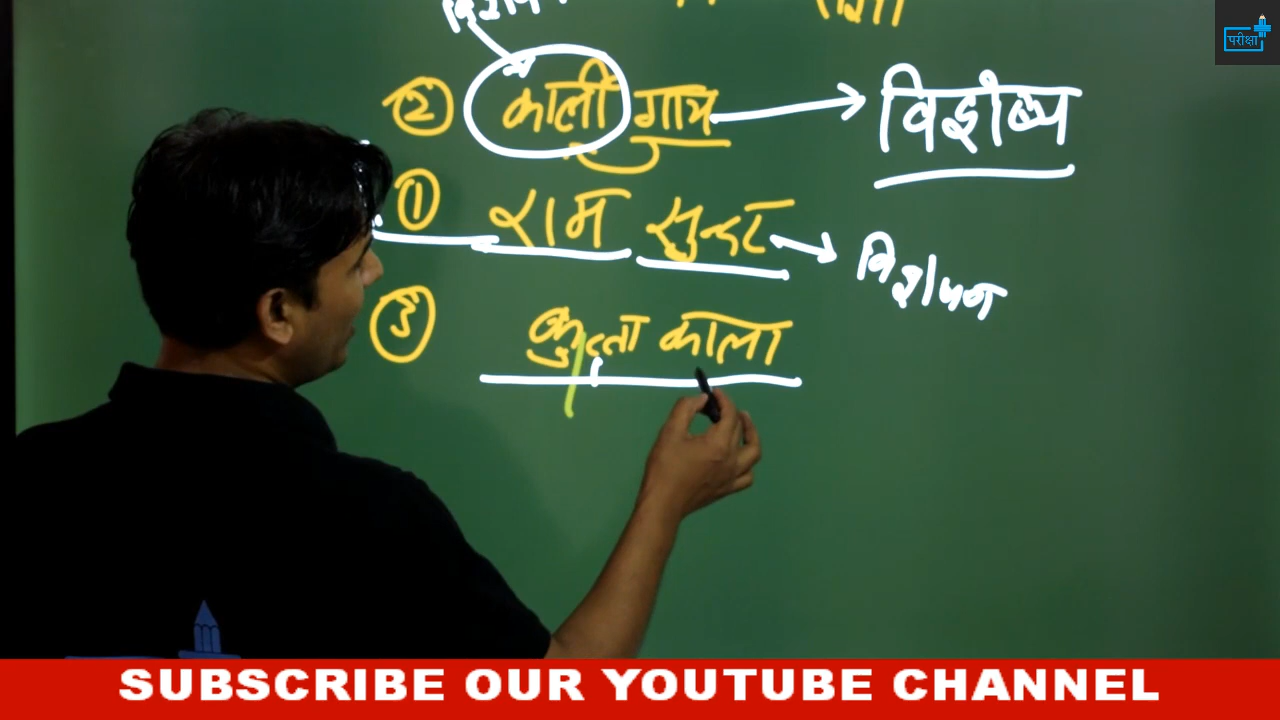 परीक्षा
② काली गाय → विशेष्य
① राम सुन्दर → विशेषण
③ कुत्ता काला
SUBSCRIBE OUR YOUTUBE CHANNEL